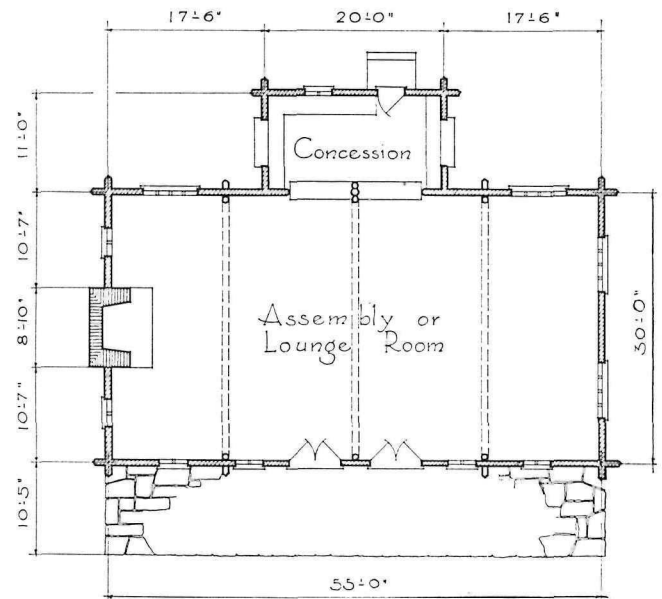 17'-6" 20'-0" 17'-6"
11'-0"
Concession
10'-7"
8'-10"
Assembly or
Lounge Room
30'-0"
10'-7"
10'-5"
55'-0"